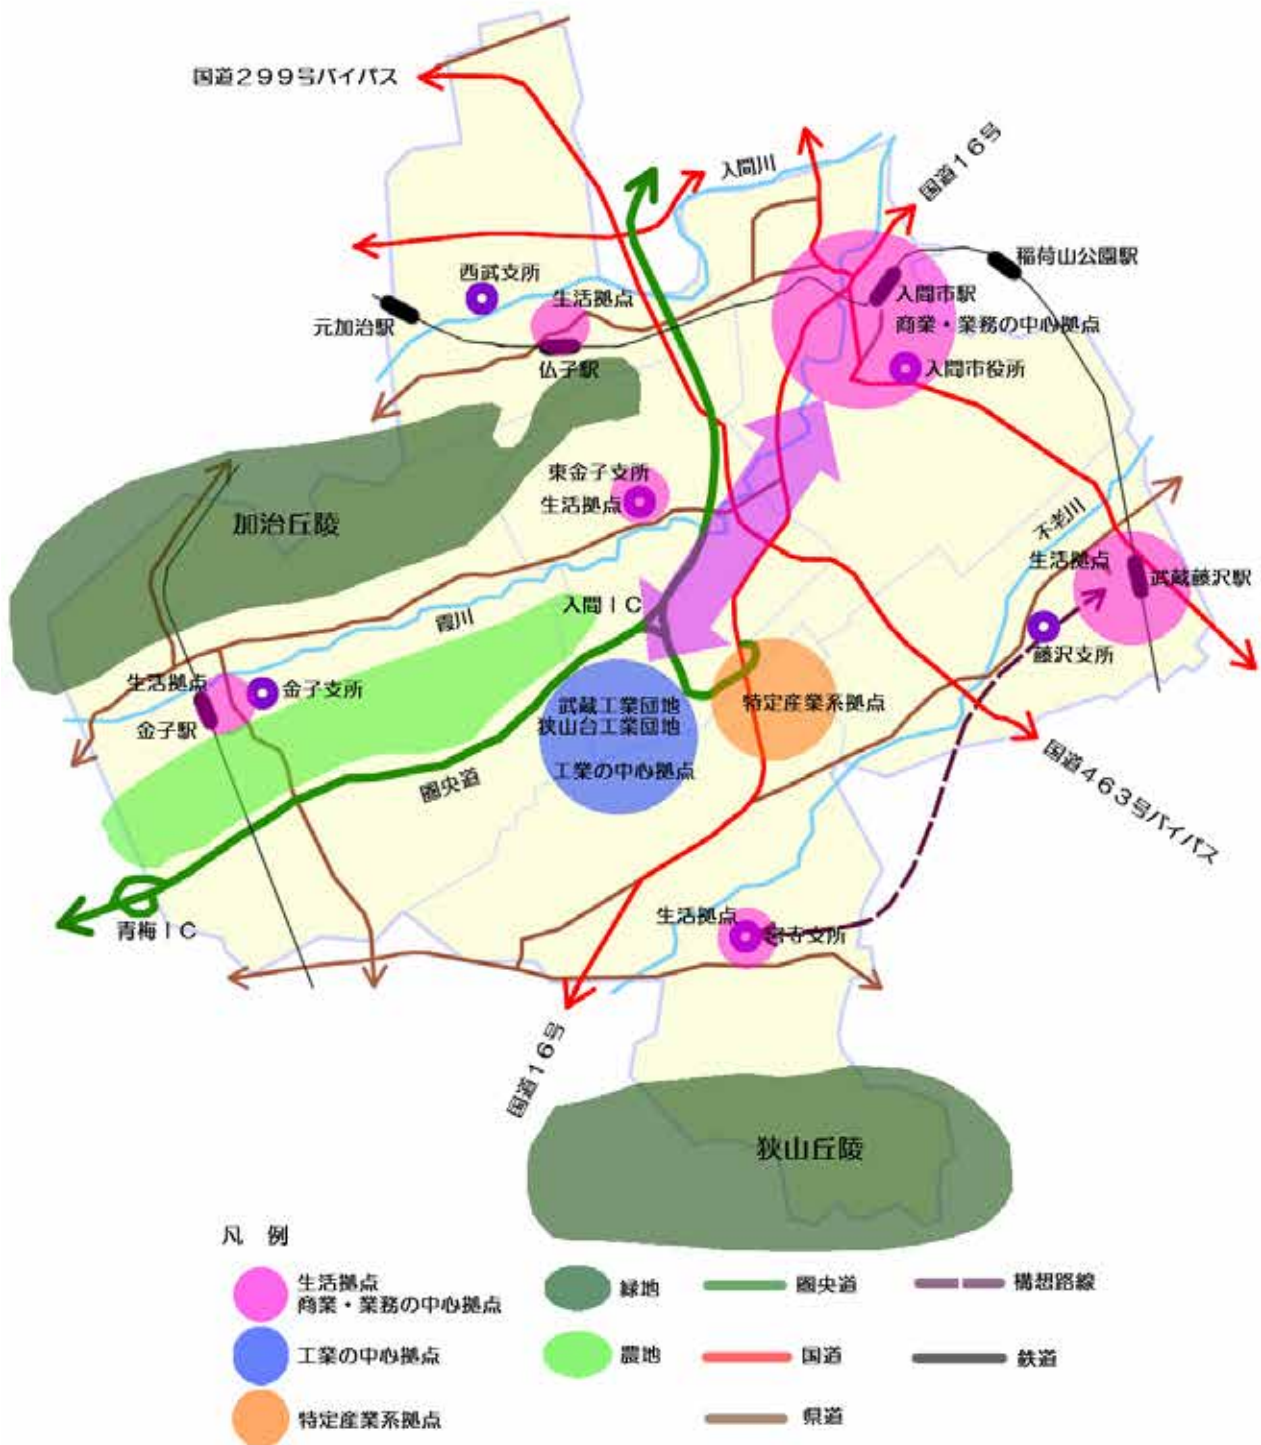 国道２９９号バイパス
入間川
国道１６号
西武支所
生活拠点
元加治駅
仏子駅
稲荷山公園駅
入間市駅
商業・業務の中心拠点
入間市役所
東金子支所
生活拠点
加治丘陵
不老川
生活拠点
武蔵藤沢駅
入間ＩＣ
霞川
藤沢支所
生活拠点
金子支所
金子駅
武蔵工業団地
狭山台工業団地
工業の中心拠点
特定産業系拠点
圏央道
国道４６３号バイパス
青梅ＩＣ
生活拠点
宮寺支所
国道１６号
狭山丘陵
凡　例
生活拠点
商業・業務の中心拠点
緑地
圏央道
構想路線
工業の中心拠点
農地
国道
鉄道
特定産業系拠点
県道